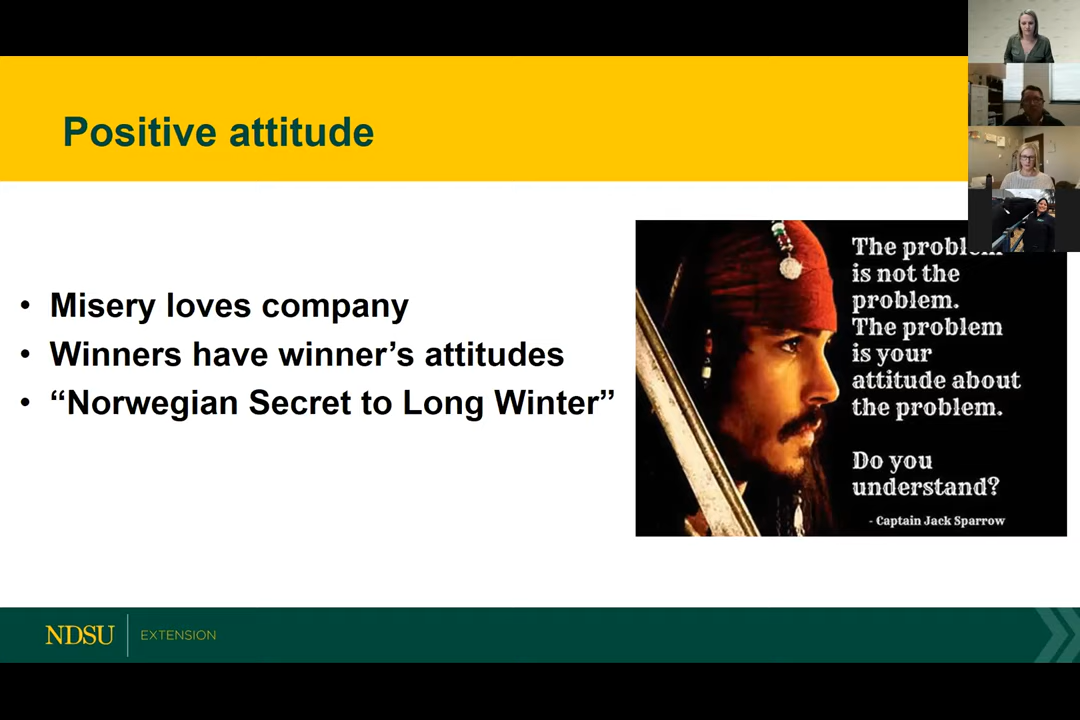 Positive attitude
• Misery loves company
• Winners have winner’s attitudes
• “Norwegian Secret to Long Winter”
The problem
is not the
problem.
The problem
is your
attitude about
the problem.
Do you
understand?
- Captain Jack Sparrow
NDSU EXTENSION